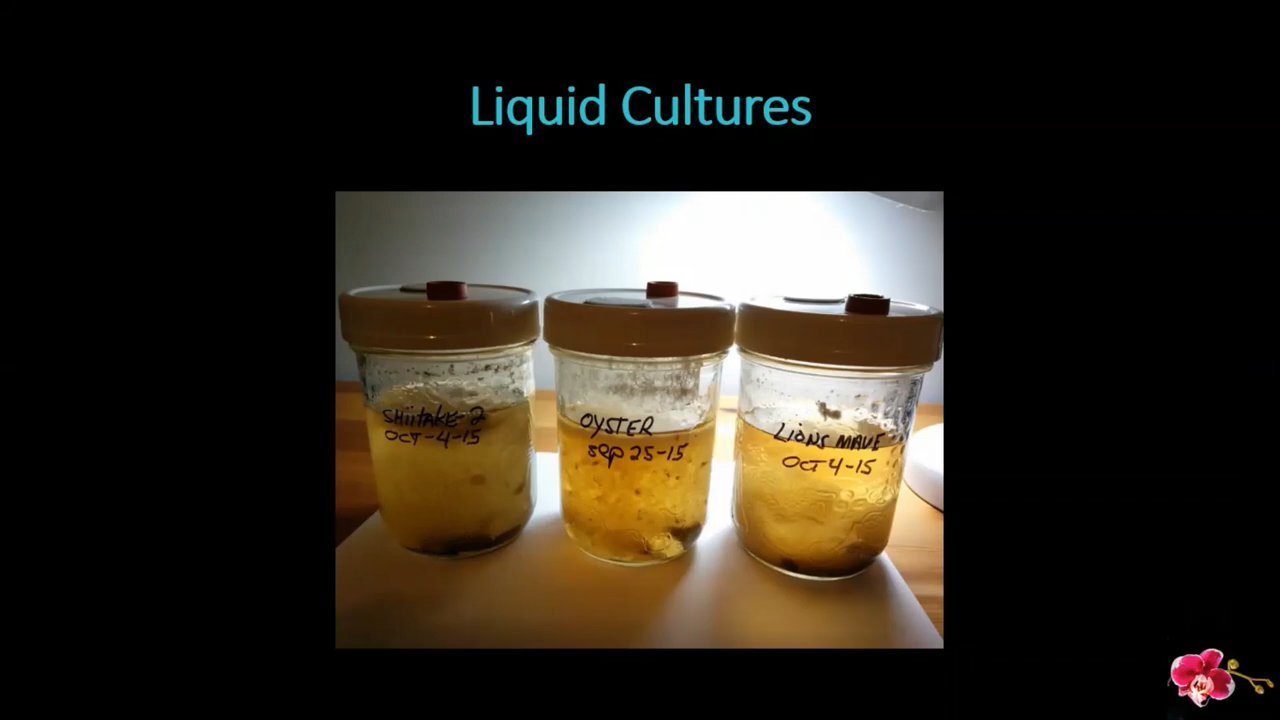 Liquid Cultures
SHiitAKE-2
OCT-4-15
OYSTER
Sep 25-15
LiONS MANE
OCT 4-15